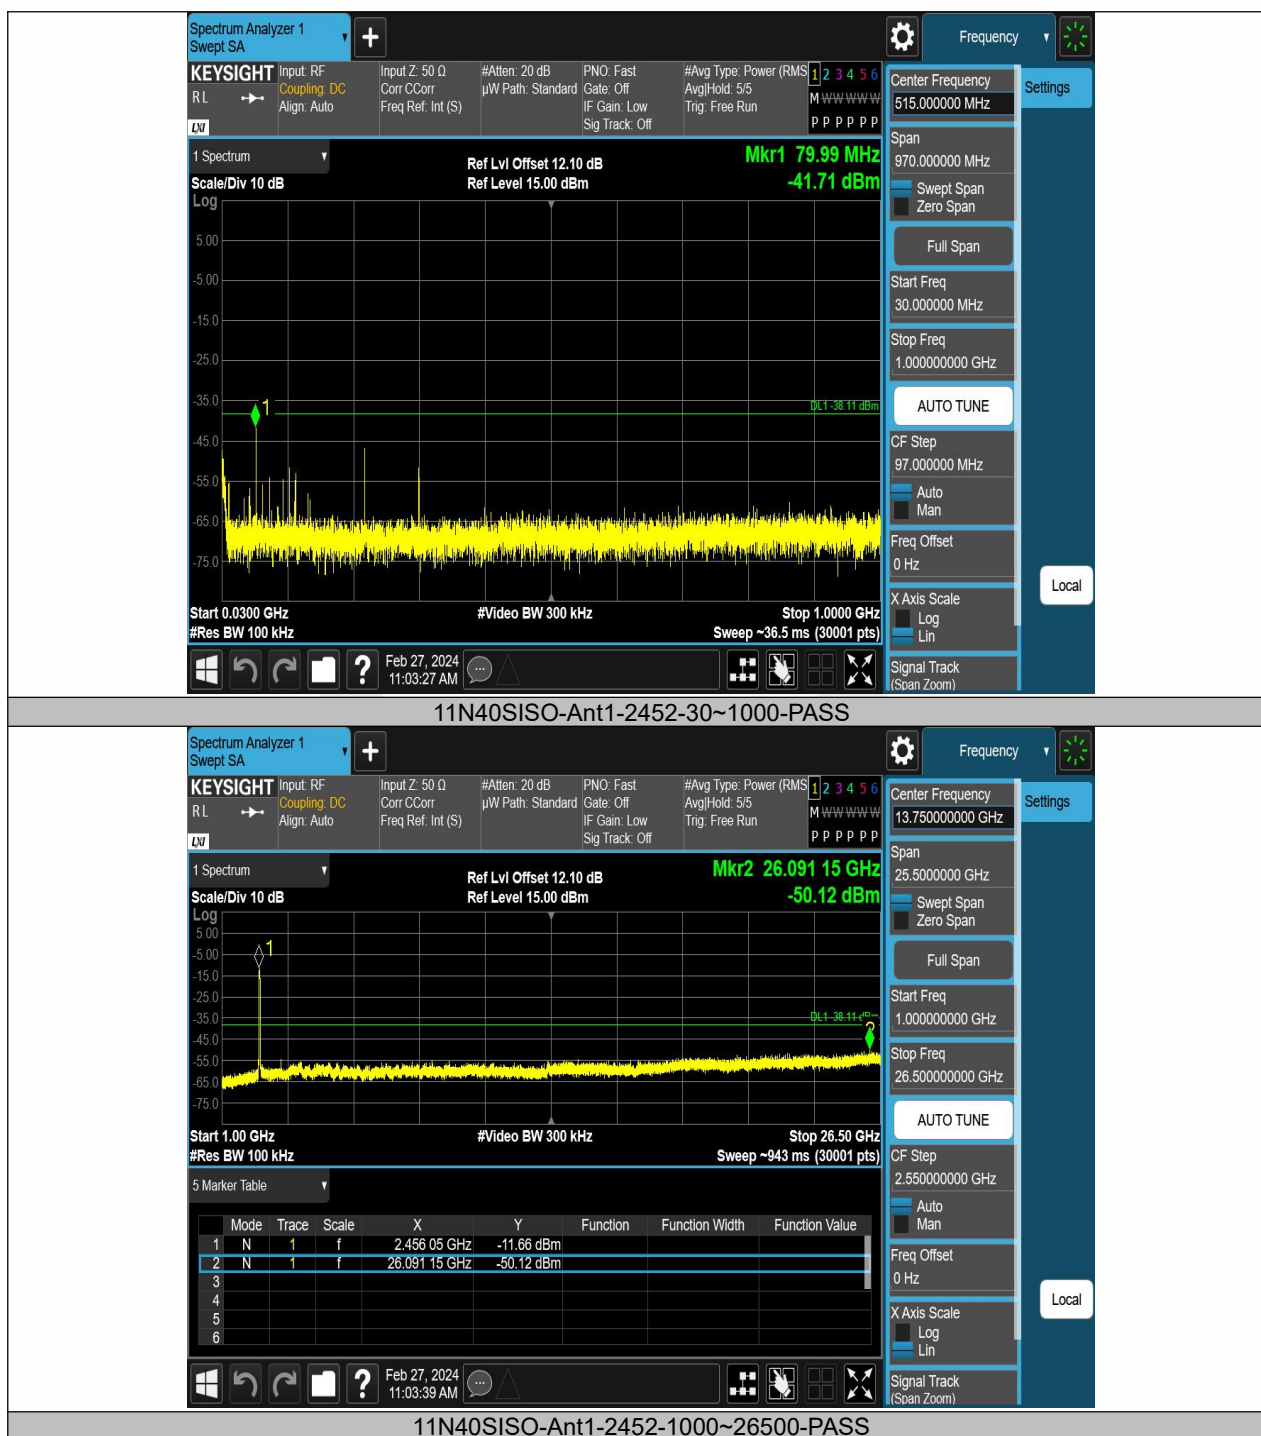 Spectrum Analyzer 1
Swept SA
+
Frequency
KEYSIGHT
RL
LXI
Input: RF
Coupling: DC
Align: Auto
Input Z: 50 Ω
Corr CCorr
Freq Ref: Int (S)
#Atten: 20 dB
µW Path: Standard
PNO: Fast
Gate: Off
IF Gain: Low
Sig Track: Off
#Avg Type: Power (RMS
Avg|Hold: 5/5
Trig: Free Run
1 2 3 4 5 6
M W W W W W
P P P P P P
1 Spectrum
Scale/Div 10 dB
Log
Ref Lvl Offset 12.10 dB
Ref Level 15.00 dBm
Mkr1 79.99 MHz
-41.71 dBm
5.00
-5.00
-15.0
-25.0
-35.0
-45.0
-55.0
-65.0
-75.0
1
DL1 -38.11 dBm
Start 0.0300 GHz
#Res BW 100 kHz
#Video BW 300 kHz
Stop 1.0000 GHz
Sweep ~36.5 ms (30001 pts)
Center Frequency
515.000000 MHz
Span
970.000000 MHz
Swept Span
Zero Span
Full Span
Start Freq
30.000000 MHz
Stop Freq
1.000000000 GHz
AUTO TUNE
CF Step
97.000000 MHz
Auto
Man
Freq Offset
0 Hz
X Axis Scale
Log
Lin
Signal Track
(Span Zoom)
Settings
Local
?
Feb 27, 2024
11:03:27 AM
11N40SISO-Ant1-2452-30~1000-PASS
Spectrum Analyzer 1
Swept SA
+
Frequency
KEYSIGHT
RL
LXI
Input: RF
Coupling: DC
Align: Auto
Input Z: 50 Ω
Corr CCorr
Freq Ref: Int (S)
#Atten: 20 dB
µW Path: Standard
PNO: Fast
Gate: Off
IF Gain: Low
Sig Track: Off
#Avg Type: Power (RMS
Avg|Hold: 5/5
Trig: Free Run
1 2 3 4 5 6
M W W W W W
P P P P P P
1 Spectrum
Scale/Div 10 dB
Log
Ref Lvl Offset 12.10 dB
Ref Level 15.00 dBm
Mkr2 26.091 15 GHz
-50.12 dBm
5.00
-5.00
-15.0
-25.0
-35.0
-45.0
-55.0
-65.0
-75.0
1
DL1 -38.11
Start 1.00 GHz
#Res BW 100 kHz
#Video BW 300 kHz
Stop 26.50 GHz
Sweep ~943 ms (30001 pts)
5 Marker Table
Mode Trace Scale X Y Function Function Width Function Value
1 N 1 f 2.456 05 GHz -11.66 dBm
2 N 1 f 26.091 15 GHz -50.12 dBm
3
4
5
6
Center Frequency
13.750000000 GHz
Span
25.5000000 GHz
Swept Span
Zero Span
Full Span
Start Freq
1.000000000 GHz
Stop Freq
26.500000000 GHz
AUTO TUNE
CF Step
2.550000000 GHz
Auto
Man
Freq Offset
0 Hz
X Axis Scale
Log
Lin
Signal Track
(Span Zoom)
Settings
Local
?
Feb 27, 2024
11:03:39 AM
11N40SISO-Ant1-2452-1000~26500-PASS